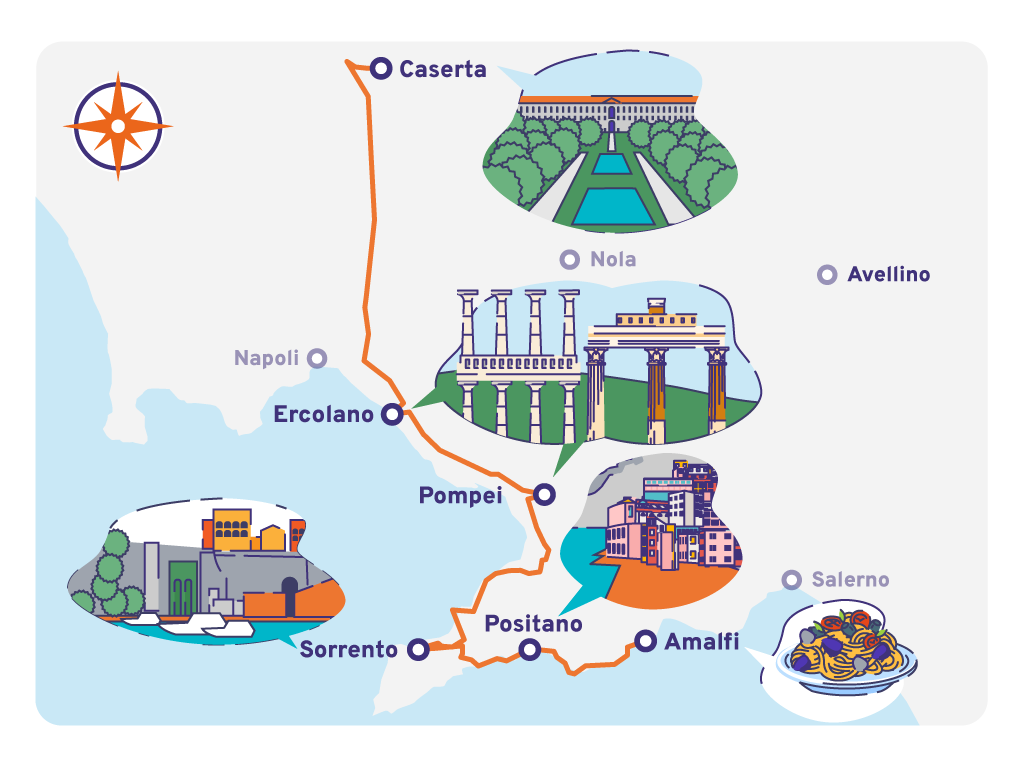 Caserta
Nola
Avellino
Napoli
Ercolano
Pompei
Salerno
Positano
Sorrento
Amalfi